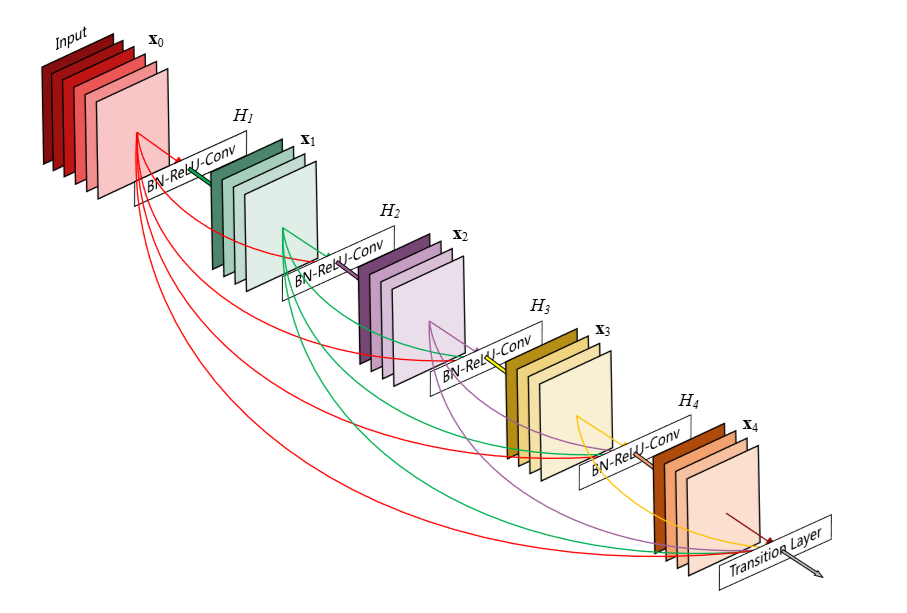 Input
x₀
H₁
BN-ReLU-Conv
x₁
H₂
BN-ReLU-Conv
x₂
H₃
BN-ReLU-Conv
x₃
H₄
BN-ReLU-Conv
x₄
Transition Layer